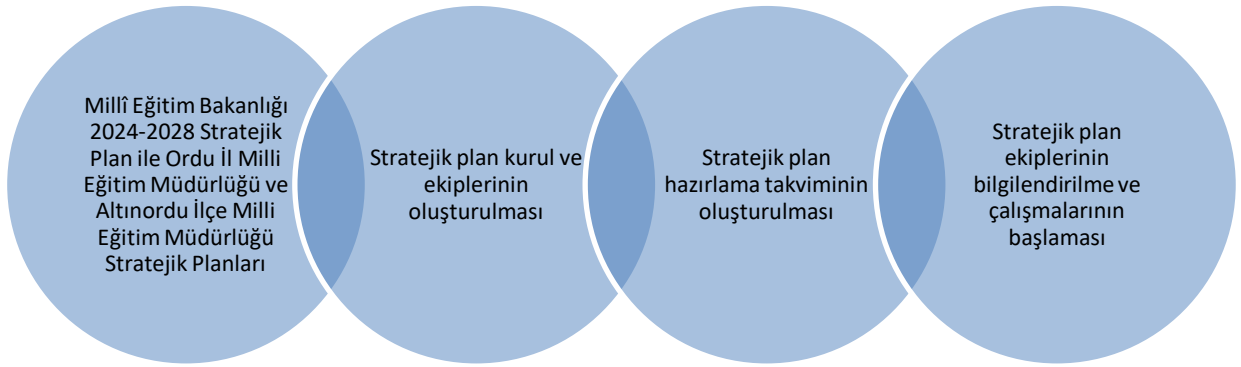 Millî Eğitim Bakanlığı
2024-2028 Stratejik
Plan ile Ordu İl Milli
Eğitim Müdürlüğü ve
Altınordu İlçe Milli
Eğitim Müdürlüğü
Stratejik Planları
Stratejik plan kurul ve
ekiplerinin
oluşturulması
Stratejik plan
hazırlama takviminin
oluşturulması
Stratejik plan
ekiplerinin
bilgilendirilme ve
çalışmalarının
başlaması